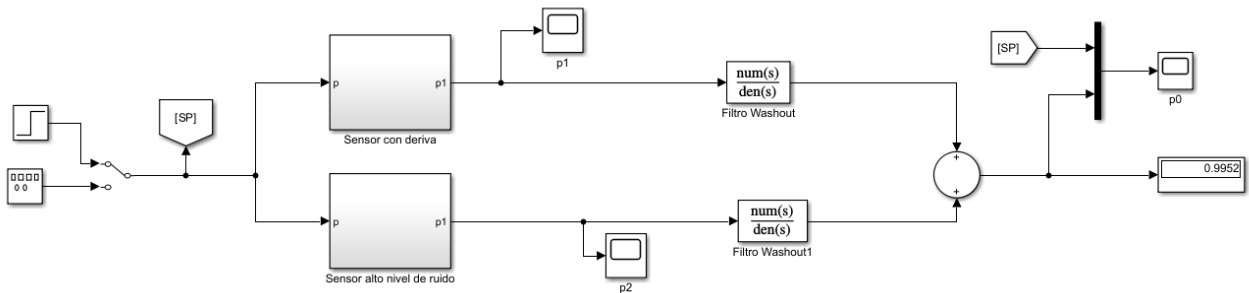 p1
[SP]
p
p1
num(s)
den(s)
p0
Filtro Washout
[SP]
Sensor con deriva
+
+
0.9952
p
p1
num(s)
den(s)
Filtro Washout1
Sensor alto nivel de ruido
p2